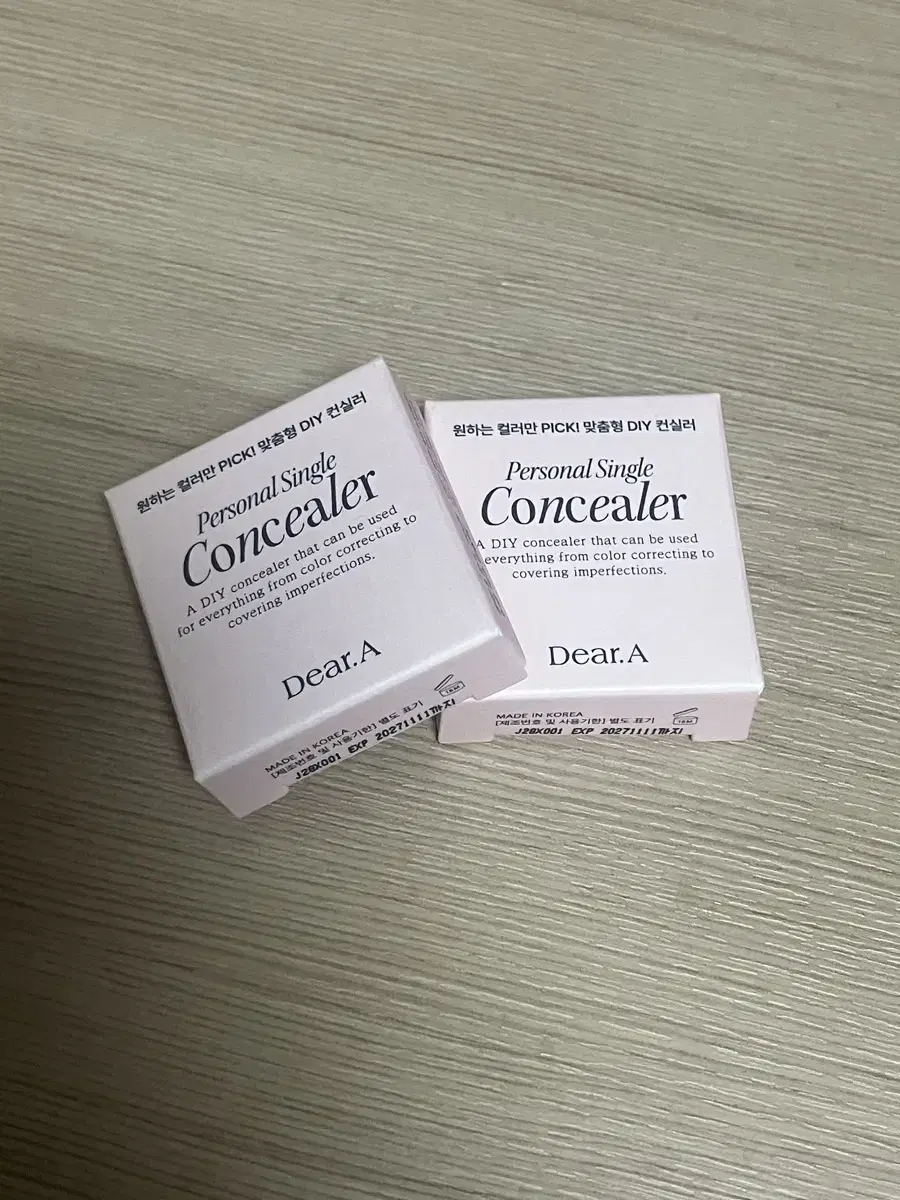 원하는 컬러만 PICK! 맞춤형 DIY 컨실러
Personal Single
Concealer
A DIY concealer that can be used
for everything from color correcting to
covering imperfections.
Dear.A
MADE IN KOREA
[제조번호 및 사용기한] 별도 표기
18M
J28X001 EXP 20271111까지
원하는 컬러만 PICK! 맞춤형 DIY 컨실러
Personal Single
Concealer
A DIY concealer that can be used
everything from color correcting to
covering imperfections.
Dear.A
MADE IN KOREA
[제조번호 및 사용기한] 별도 표기
18M
J28X001 EXP 20271111까지